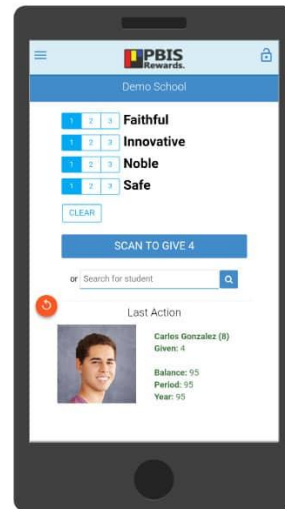 PBIS
Rewards.
Demo School
1 2 3 Faithful
1 2 3 Innovative
1 2 3 Noble
1 2 3 Safe
CLEAR
SCAN TO GIVE 4
or Search for student
Last Action
Carlos Gonzalez (8)
Given: 4
Balance: 95
Period: 95
Year: 95